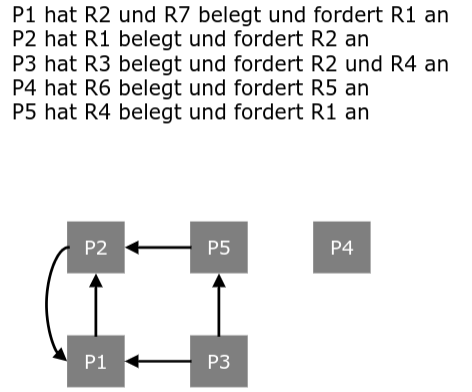 P1 hat R2 und R7 belegt und fordert R1 an
P2 hat R1 belegt und fordert R2 an
P3 hat R3 belegt und fordert R2 und R4 an
P4 hat R6 belegt und fordert R5 an
P5 hat R4 belegt und fordert R1 an
P2 P5 P4
P1 P3